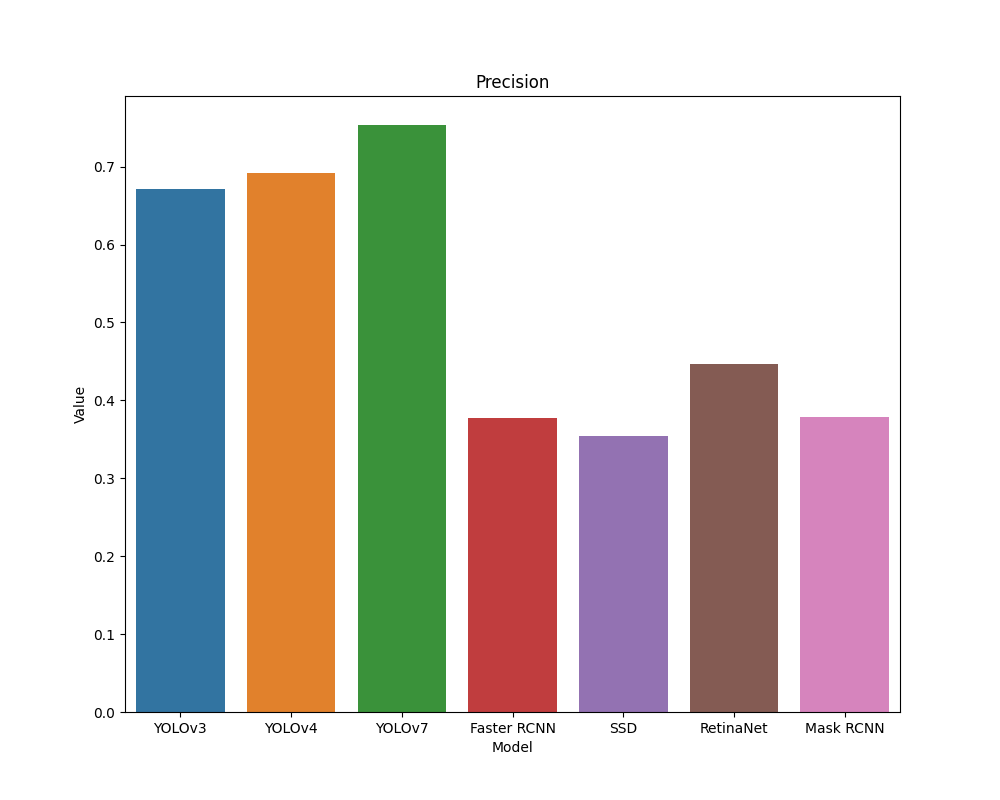 Precision
Value
0.7
0.6
0.5
0.4
0.3
0.2
0.1
0.0
YOLOv3 YOLOv4 YOLOv7 Faster RCNN SSD RetinaNet Mask RCNN
Model